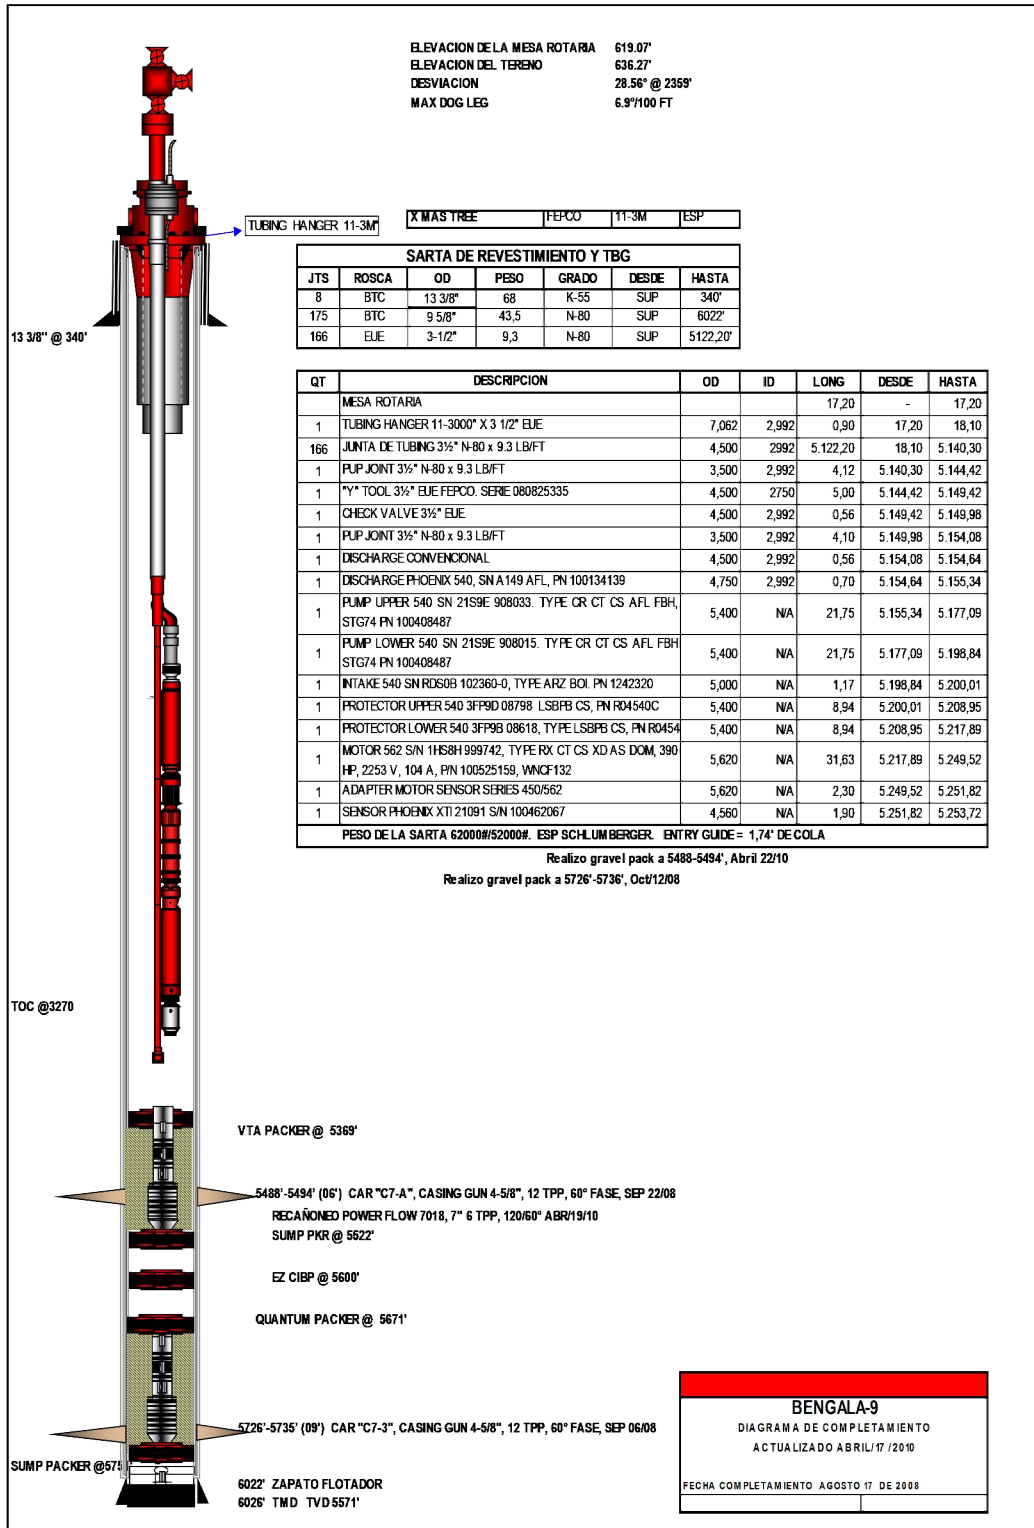 ELEVACION DE LA MESA ROTARIA 619.07'
ELEVACION DEL TERENO 636.27'
DESVIACION 28.56° @ 2359'
MAX DOG LEG 6.9°/100 FT
TUBING HANGER 11-3M"
X MAS TREE FEPCO 11-3M ESP
SARTA DE REVESTIMIENTO Y TBG
JTS ROSCA OD PESO GRADO DESDE HASTA
8 BTC 13 3/8" 68 K-55 SUP 340'
175 BTC 9 5/8" 43,5 N-80 SUP 6022'
166 EUE 3-1/2" 9,3 N-80 SUP 5122,20'
13 3/8" @ 340'
QT DESCRIPCION OD ID LONG DESDE HASTA
MESA ROTARIA 17,20 - 17,20
1 TUBING HANGER 11-3000" X 3 1/2" EUE 7,062 2,992 0,90 17,20 18,10
166 JUNTA DE TUBING 3½" N-80 x 9.3 LB/FT 4,500 2992 5.122,20 18,10 5.140,30
1 PUP JOINT 3½" N-80 x 9.3 LB/FT 3,500 2,992 4,12 5.140,30 5.144,42
1 "Y" TOOL 3½" EUE FEPCO. SERIE 080825335 4,500 2750 5,00 5.144,42 5.149,42
1 CHECK VALVE 3½" EUE 4,500 2,992 0,56 5.149,42 5.149,98
1 PUP JOINT 3½" N-80 x 9.3 LB/FT 3,500 2,992 4,10 5.149,98 5.154,08
1 DISCHARGE CONVENCIONAL 4,500 2,992 0,56 5.154,08 5.154,64
1 DISCHARGE PHOENIX 540, SN A149 AFL, PN 100134139 4,750 2,992 0,70 5.154,64 5.155,34
1 PUMP UPPER 540 SN 21S9E 908033. TYPE CR CT CS AFL FBH, STG74 PN 100408487 5,400 N/A 21,75 5.155,34 5.177,09
1 PUMP LOWER 540 SN 21S9E 908015. TYPE CR CT CS AFL FBH STG74 PN 100408487 5,400 N/A 21,75 5.177,09 5.198,84
1 INTAKE 540 SN RDS0B 102360-0, TYPE ARZ BOI. PN 1242320 5,000 N/A 1,17 5.198,84 5.200,01
1 PROTECTOR UPPER 540 3FP9D 08798 LSBPB CS, PN R04540C 5,400 N/A 8,94 5.200,01 5.208,95
1 PROTECTOR LOWER 540 3FP9B 08618, TYPE LSBPB CS, PN R0454 5,400 N/A 8,94 5.208,95 5.217,89
1 MOTOR 562 S/N 1HS8H 999742, TYPE RX CT CS XD AS DOM, 390 HP, 2253 V, 104 A, P/N 100525159, WNCF132 5,620 N/A 31,63 5.217,89 5.249,52
1 ADAPTER MOTOR SENSOR SERIES 450/562 5,620 N/A 2,30 5.249,52 5.251,82
1 SENSOR PHOENIX XTI 21091 S/N 100462067 4,560 N/A 1,90 5.251,82 5.253,72
PESO DE LA SARTA 62000#/52000#. ESP SCHLUMBERGER. ENTRY GUIDE = 1,74' DE COLA
Realizo gravel pack a 5488-5494', Abril 22/10
Realizo gravel pack a 5726'-5736', Oct/12/08
TOC @3270
VTA PACKER @ 5369'
5488'-5494' (06') CAR "C7-A", CASING GUN 4-5/8", 12 TPP, 60° FASE, SEP 22/08
RECAÑONEO POWER FLOW 7018, 7" 6 TPP, 120/60° ABR/19/10
SUMP PKR @ 5522'
EZ CIBP @ 5600'
QUANTUM PACKER @ 5671'
5726'-5735' (09') CAR "C7-3", CASING GUN 4-5/8", 12 TPP, 60° FASE, SEP 06/08
SUMP PACKER @575
6022' ZAPATO FLOTADOR
6026' TMD TVD 5571'
BENGALA-9
DIAGRAMA DE COMPLETAMIENTO
ACTUALIZADO ABRIL/ 17 / 2010
FECHA COMPLETAMIENTO AGOSTO 17 DE 2008